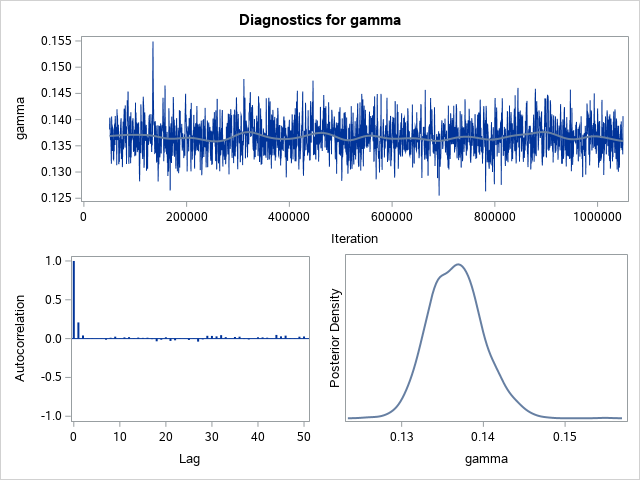 Diagnostics for gamma
0.155
0.150
0.145
0.140
0.135
0.130
0.125
gamma
0 200000 400000 600000 800000 1000000
Iteration
1.0
0.5
0.0
-0.5
-1.0
Autocorrelation
0 10 20 30 40 50
Lag
Posterior Density
0.13 0.14 0.15
gamma